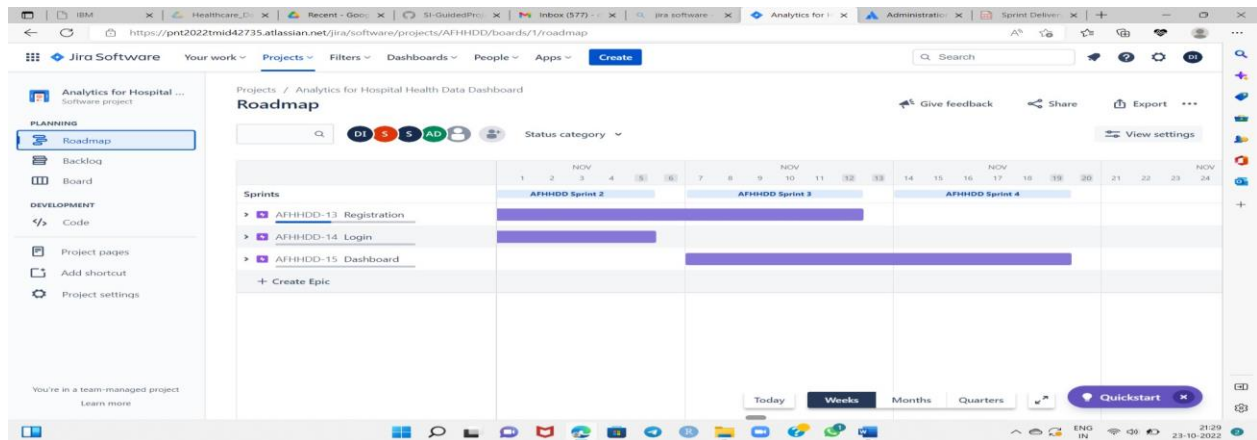 IBM
Healthcare_D
Recent - Goog
SI-GuidedProj
Inbox (577) -
jira software
Analytics for H
Administratio
Sprint Deliver
https://pnt2022tmid42735.atlassian.net/jira/software/projects/AFHHDD/boards/1/roadmap
Jira Software Your work Projects Filters Dashboards People Apps Create Search DI
Analytics for Hospital ...
Software project
PLANNING
Roadmap
Backlog
Board
DEVELOPMENT
Code
Project pages
Add shortcut
Project settings
You're in a team-managed project
Learn more
Projects / Analytics for Hospital Health Data Dashboard
Roadmap
Give feedback Share Export
DI S S AD Status category View settings
NOV NOV NOV NOV
1 2 3 4 5 6 7 8 9 10 11 12 13 14 15 16 17 18 19 20 21 22 23 24
Sprints AFHHDD Sprint 2 AFHHDD Sprint 3 AFHHDD Sprint 4
AFHHDD-13 Registration
AFHHDD-14 Login
AFHHDD-15 Dashboard
+ Create Epic
Today Weeks Months Quarters Quickstart
ENG
IN
21:29
23-10-2022